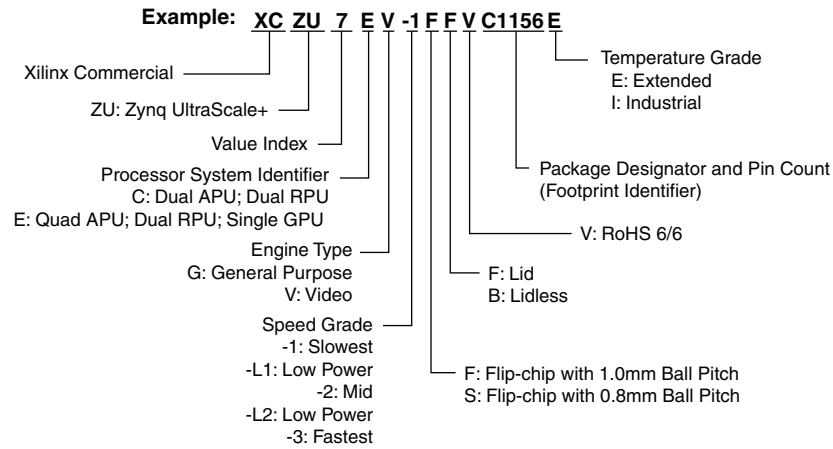 Example: XC ZU 7 E V -1 F F V C1156 E
Xilinx Commercial
ZU: Zynq UltraScale+
Value Index
Processor System Identifier
C: Dual APU; Dual RPU
E: Quad APU; Dual RPU; Single GPU
Engine Type
G: General Purpose
V: Video
Speed Grade
-1: Slowest
-L1: Low Power
-2: Mid
-L2: Low Power
-3: Fastest
Temperature Grade
E: Extended
I: Industrial
Package Designator and Pin Count
(Footprint Identifier)
V: RoHS 6/6
F: Lid
B: Lidless
F: Flip-chip with 1.0mm Ball Pitch
S: Flip-chip with 0.8mm Ball Pitch